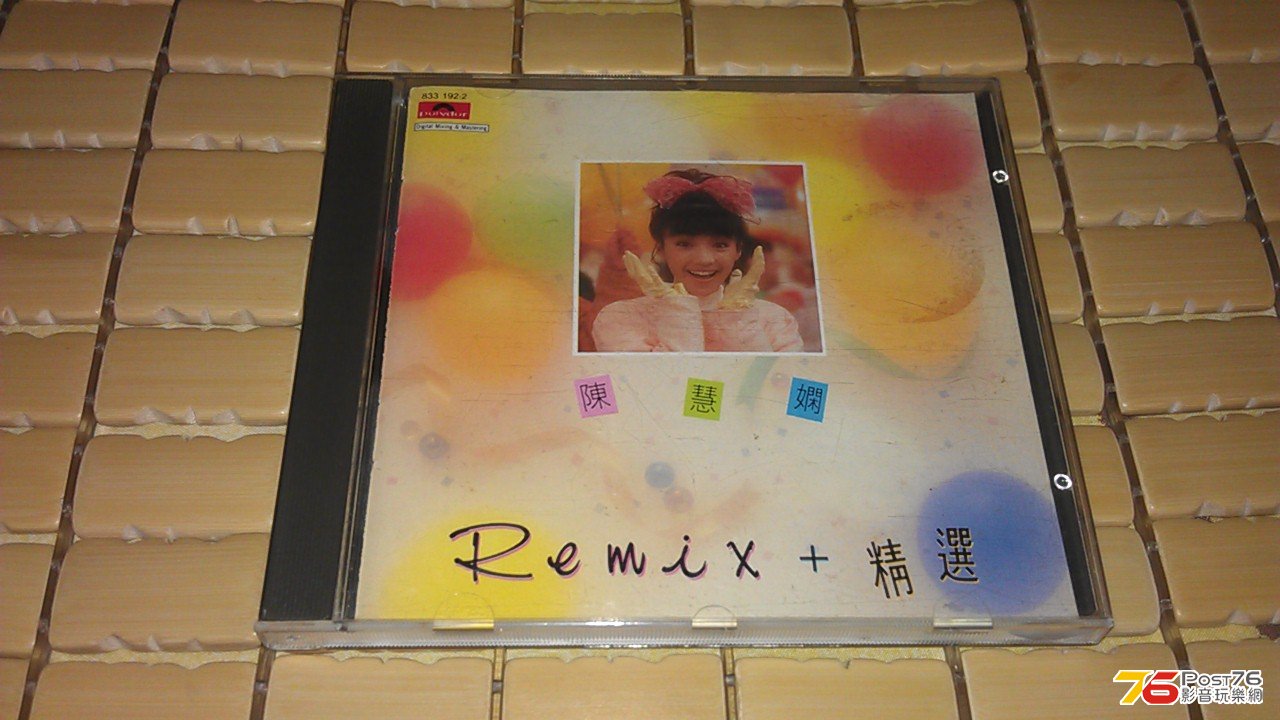 833 192-2
polydor
Digital Mixing & Mastering
陳 慧 嫻
Remix + 精選
76 POST76
影音玩樂網